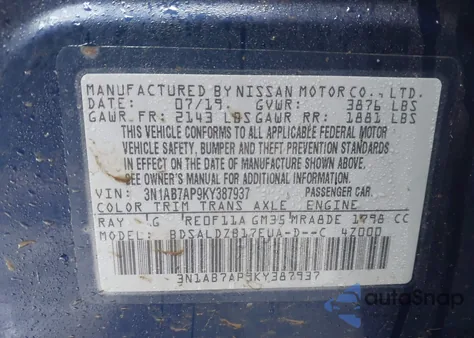 MANUFACTURED BY NISSAN MOTOR CO., LTD.
DATE: 07/19 GVWR: 3876 LBS
GAWR FR: 2143 LBS GAWR RR: 1881 LBS
THIS VEHICLE CONFORMS TO ALL APPLICABLE FEDERAL MOTOR
VEHICLE SAFETY, BUMPER AND THEFT PREVENTION STANDARDS
IN EFFECT ON THE DATE OF MANUFACTURE SHOWN ABOVE.
SEE OWNER'S MANUAL FOR ADDITIONAL INFORMATION.
VIN: 3N1AB7AP9KY387937 PASSENGER CAR
COLOR TRIM TRANS AXLE ENGINE
RAY G RE0F11A GM35 MRA8DE 1798 CC
MODEL: BDSALDZB17EUA-D--C 4Z000
3N1AB7AP9KY387937
autoSnap